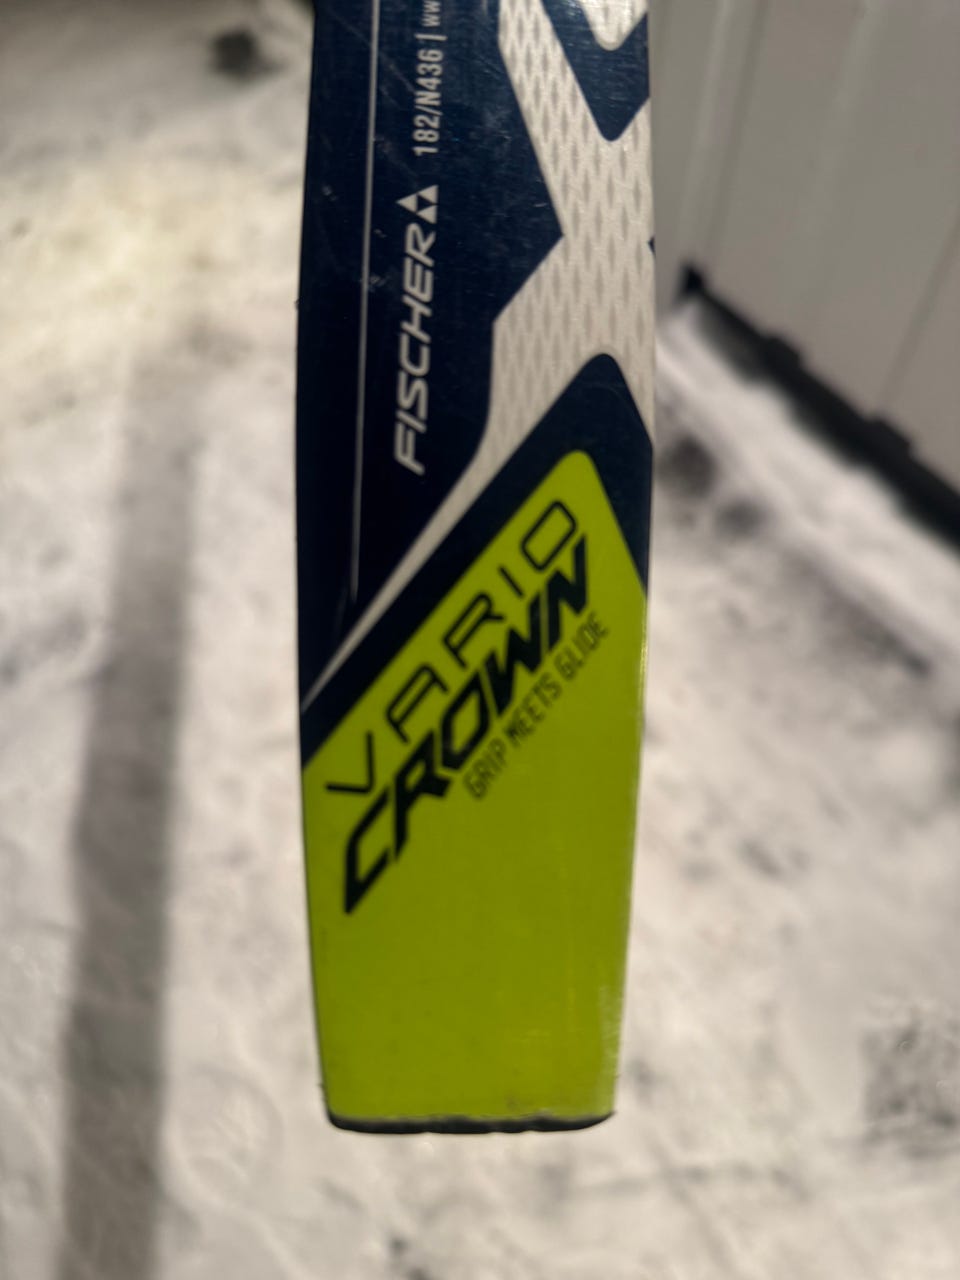 FISCHER 182/N436 | ww
VARIO
CROWN
GRIP MEETS GLIDE